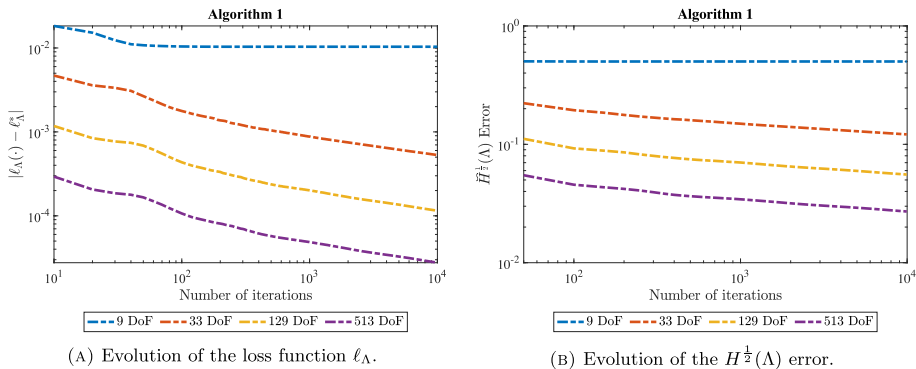 Algorithm 1
|ℓ_Λ(·) − ℓ*_Λ|
10^-2
10^-3
10^-4
10^1
10^2
10^3
10^4
Number of iterations
9 DoF
33 DoF
129 DoF
513 DoF
(A) Evolution of the loss function ℓ_Λ.
Algorithm 1
H̃^{1/2}(Λ) Error
10^0
10^-1
10^-2
10^2
10^3
10^4
Number of iterations
9 DoF
33 DoF
129 DoF
513 DoF
(B) Evolution of the H^{1/2}(Λ) error.